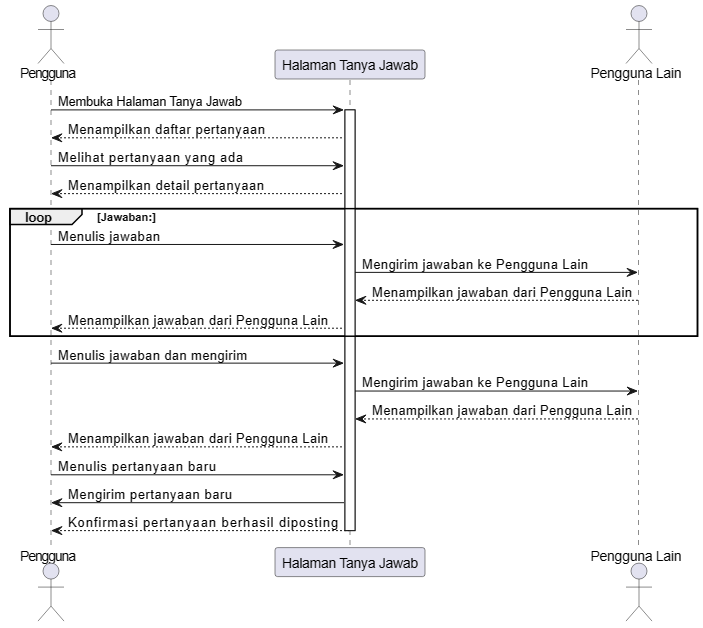 Pengguna
Halaman Tanya Jawab
Pengguna Lain
Membuka Halaman Tanya Jawab
Menampilkan daftar pertanyaan
Melihat pertanyaan yang ada
Menampilkan detail pertanyaan
loop [Jawaban:]
Menulis jawaban
Mengirim jawaban ke Pengguna Lain
Menampilkan jawaban dari Pengguna Lain
Menampilkan jawaban dari Pengguna Lain
Menulis jawaban dan mengirim
Mengirim jawaban ke Pengguna Lain
Menampilkan jawaban dari Pengguna Lain
Menampilkan jawaban dari Pengguna Lain
Menulis pertanyaan baru
Mengirim pertanyaan baru
Konfirmasi pertanyaan berhasil diposting
Pengguna
Halaman Tanya Jawab
Pengguna Lain